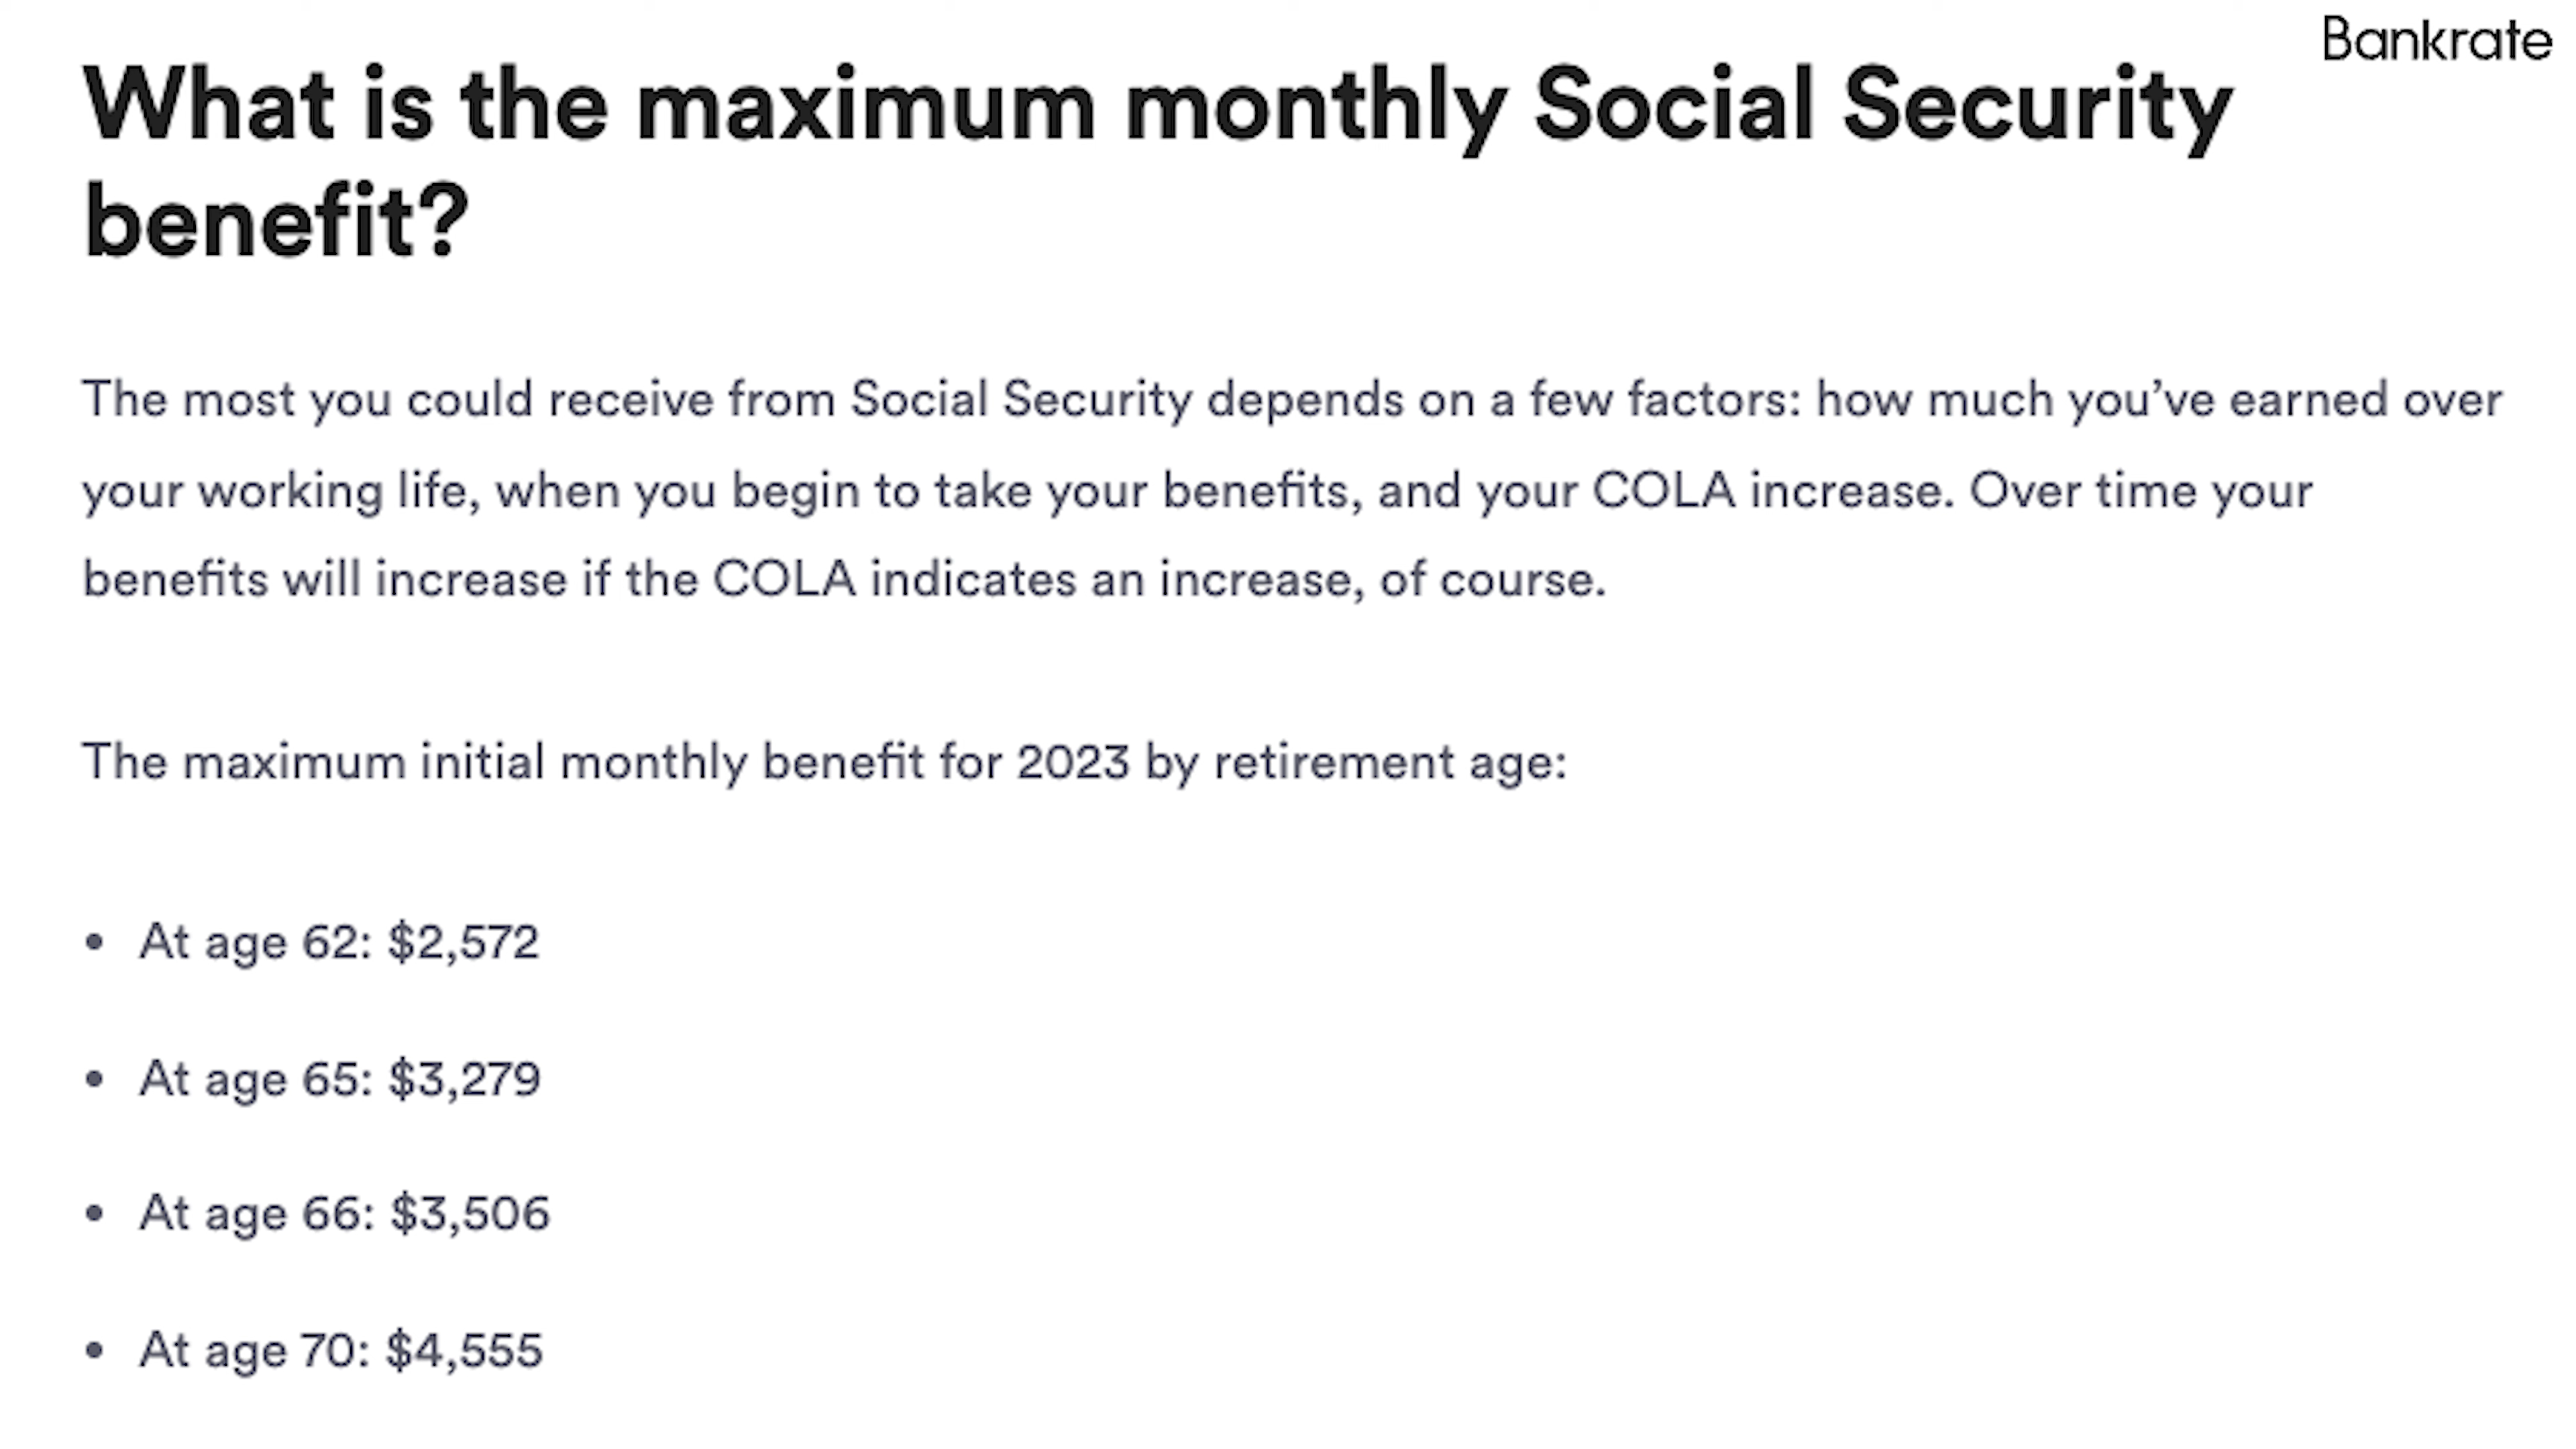 Bankrate
What is the maximum monthly Social Security
benefit?
The most you could receive from Social Security depends on a few factors: how much you’ve earned over
your working life, when you begin to take your benefits, and your COLA increase. Over time your
benefits will increase if the COLA indicates an increase, of course.
The maximum initial monthly benefit for 2023 by retirement age:
• At age 62: $2,572
• At age 65: $3,279
• At age 66: $3,506
• At age 70: $4,555